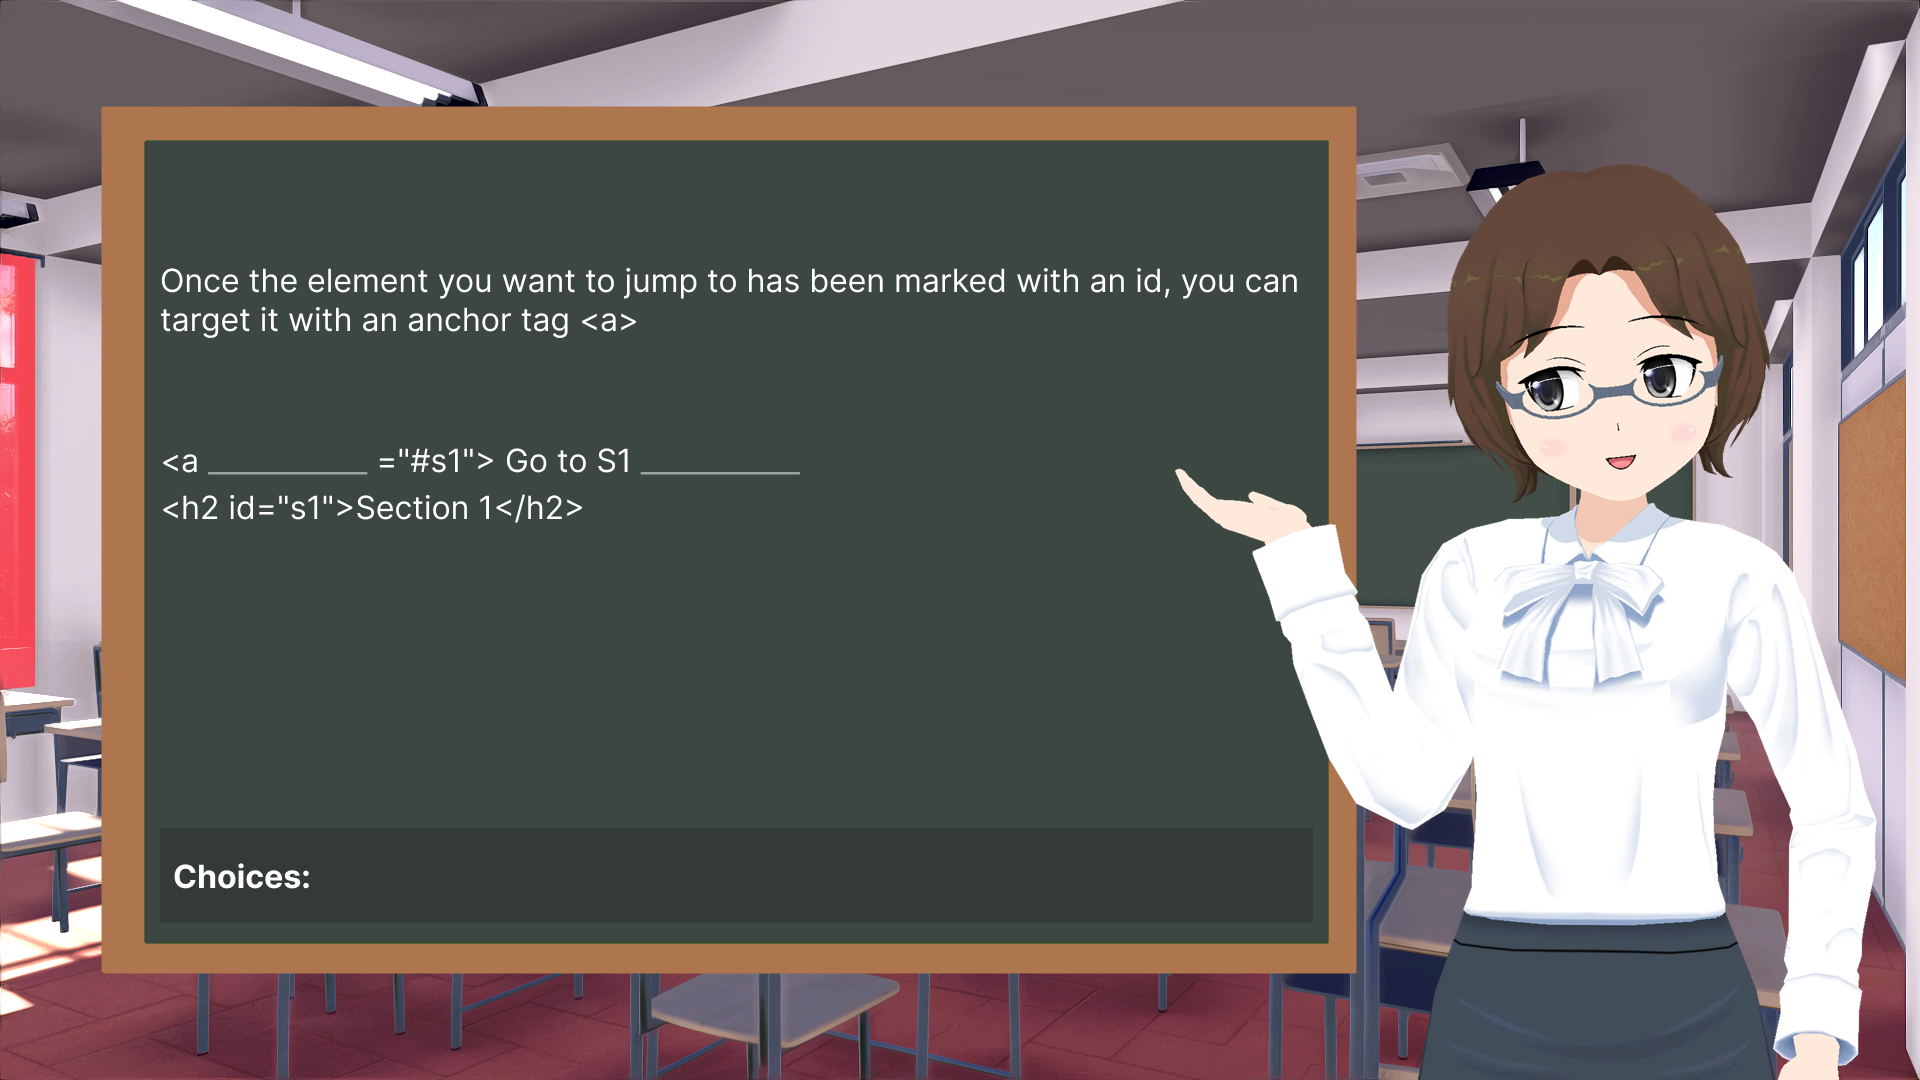 Once the element you want to jump to has been marked with an id, you can
target it with an anchor tag <a>
<a __________ ="#s1"> Go to S1 __________
<h2 id="s1">Section 1</h2>
Choices: